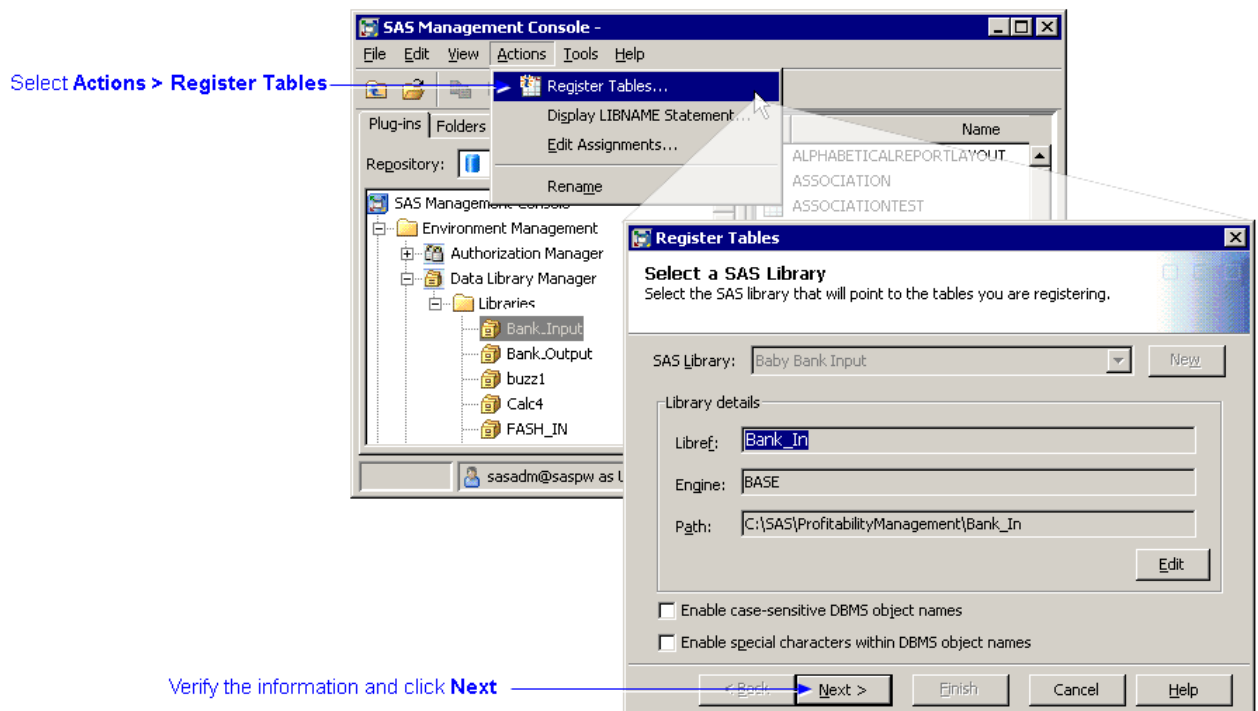 SAS Management Console -
File Edit View Actions Tools Help
Select Actions > Register Tables
Register Tables...
Display LIBNAME Statement...
Edit Assignments...
Rename
Plug-ins Folders
Repository:
Name
ALPHABETICALREPORTLAYOUT
ASSOCIATION
ASSOCIATIONTEST
SAS Management Console
Environment Management
Authorization Manager
Data Library Manager
Libraries
Bank_Input
Bank_Output
buzz1
Calc4
FASH_IN
sasadm@saspw as
Register Tables
Select a SAS Library
Select the SAS library that will point to the tables you are registering.
SAS Library: Baby Bank Input New
Library details
Libref: Bank_In
Engine: BASE
Path: C:\SAS\ProfitabilityManagement\Bank_In
Edit
Enable case-sensitive DBMS object names
Enable special characters within DBMS object names
Verify the information and click Next
< Back Next > Finish Cancel Help